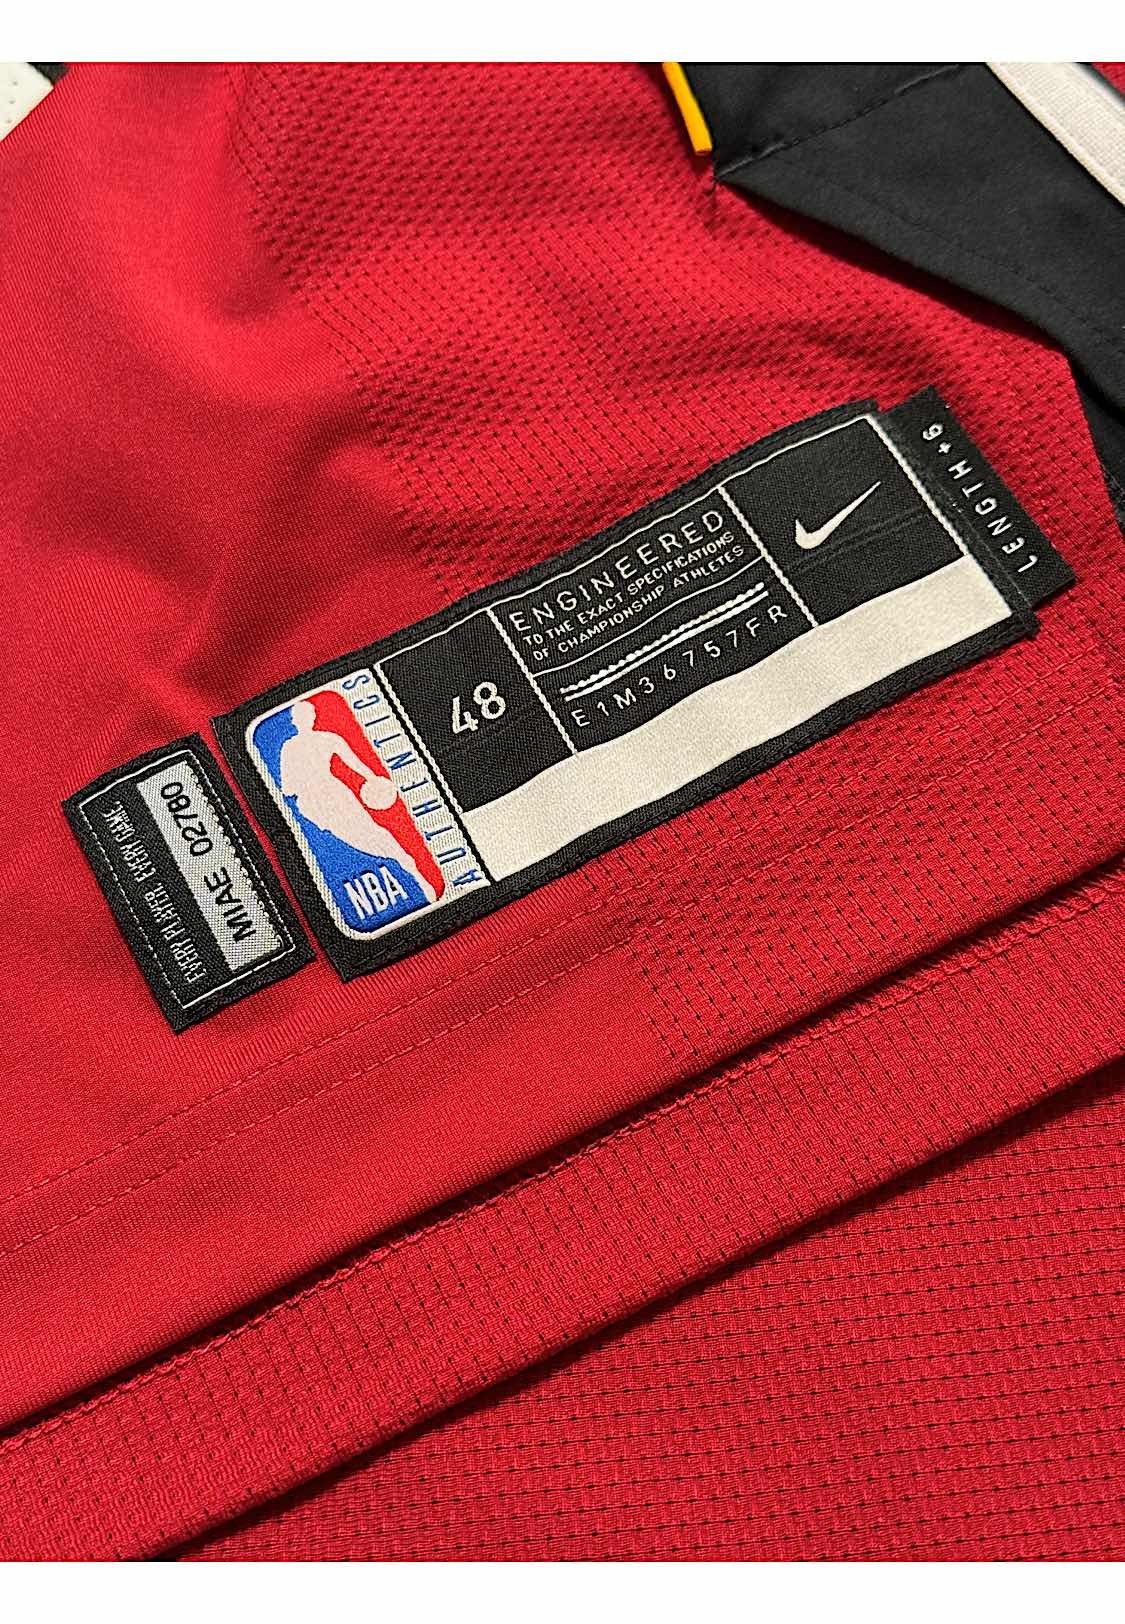 EVERY PLAYER. EVERY GAME.
MIAE 02780
NBA
AUTHENTICS
48
ENGINEERED
TO THE EXACT SPECIFICATIONS
OF CHAMPIONSHIP ATHLETES
E1M36757FR
LENGTH+6